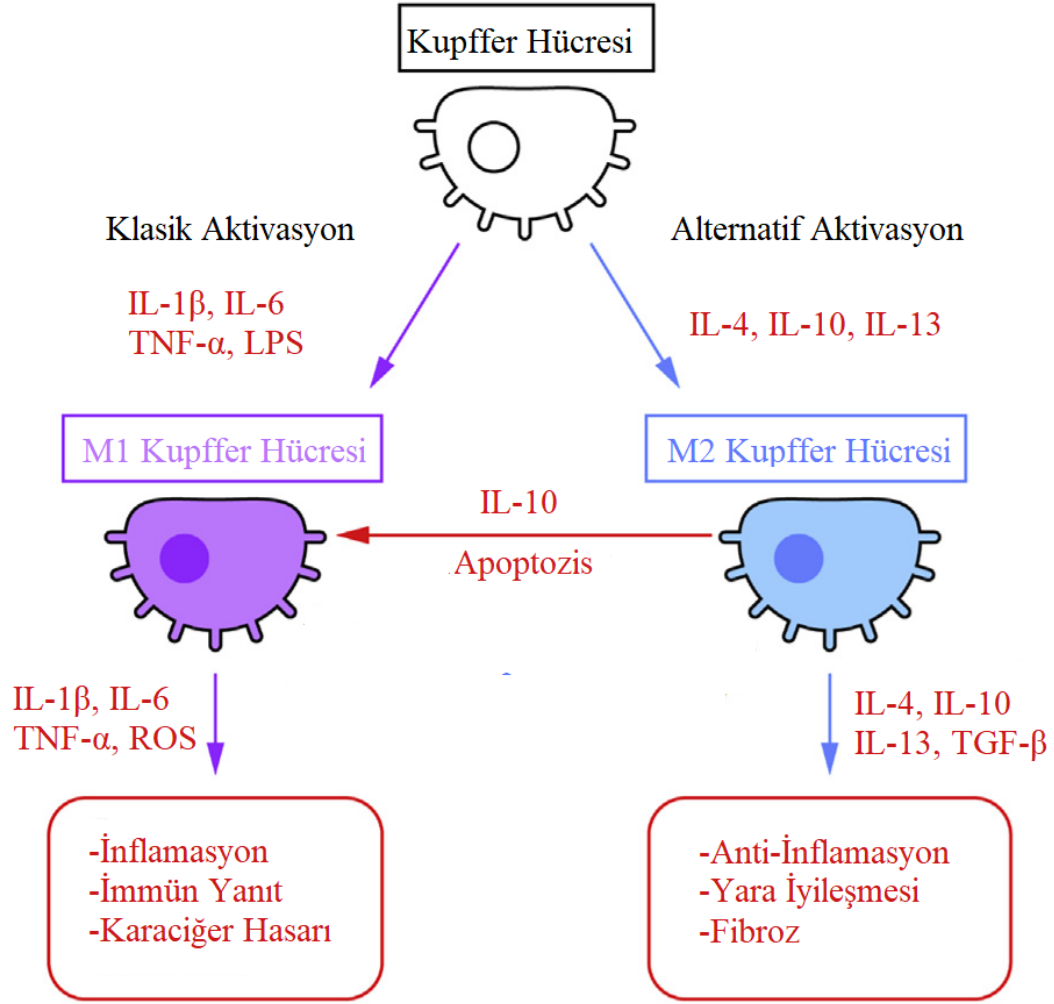 Kupffer Hücresi
Klasik Aktivasyon
Alternatif Aktivasyon
IL-1β, IL-6
TNF-α, LPS
IL-4, IL-10, IL-13
M1 Kupffer Hücresi
M2 Kupffer Hücresi
IL-10
Apoptozis
IL-1β, IL-6
TNF-α, ROS
IL-4, IL-10
IL-13, TGF-β
-İnflamasyon
-İmmün Yanıt
-Karaciğer Hasarı
-Anti-İnflamasyon
-Yara İyileşmesi
-Fibroz